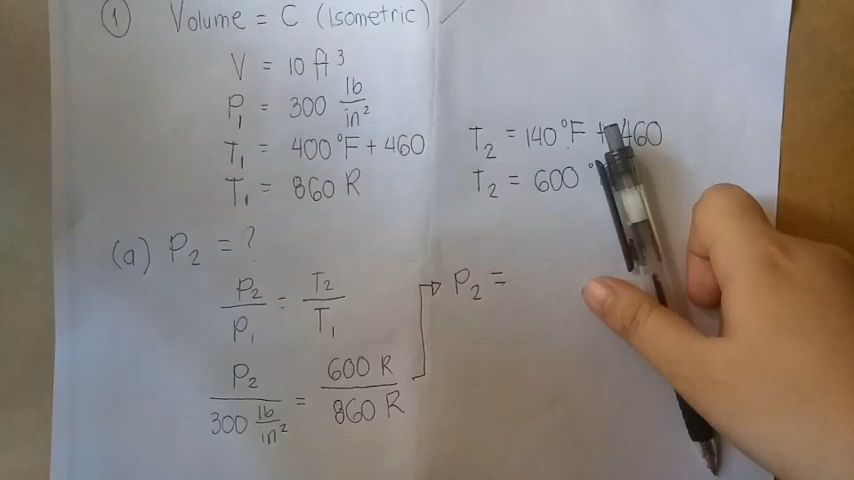 1 Volume = C (Isometric) ✓
V = 10 ft³
P₁ = 300 lb/in²
T₁ = 400°F + 460
T₁ = 860 R
T₂ = 140°F + 460
T₂ = 600°
(a) P₂ = ?
P₂/P₁ = T₂/T₁
P₂/300 lb/in² = 600 R/860 R
P₂ =